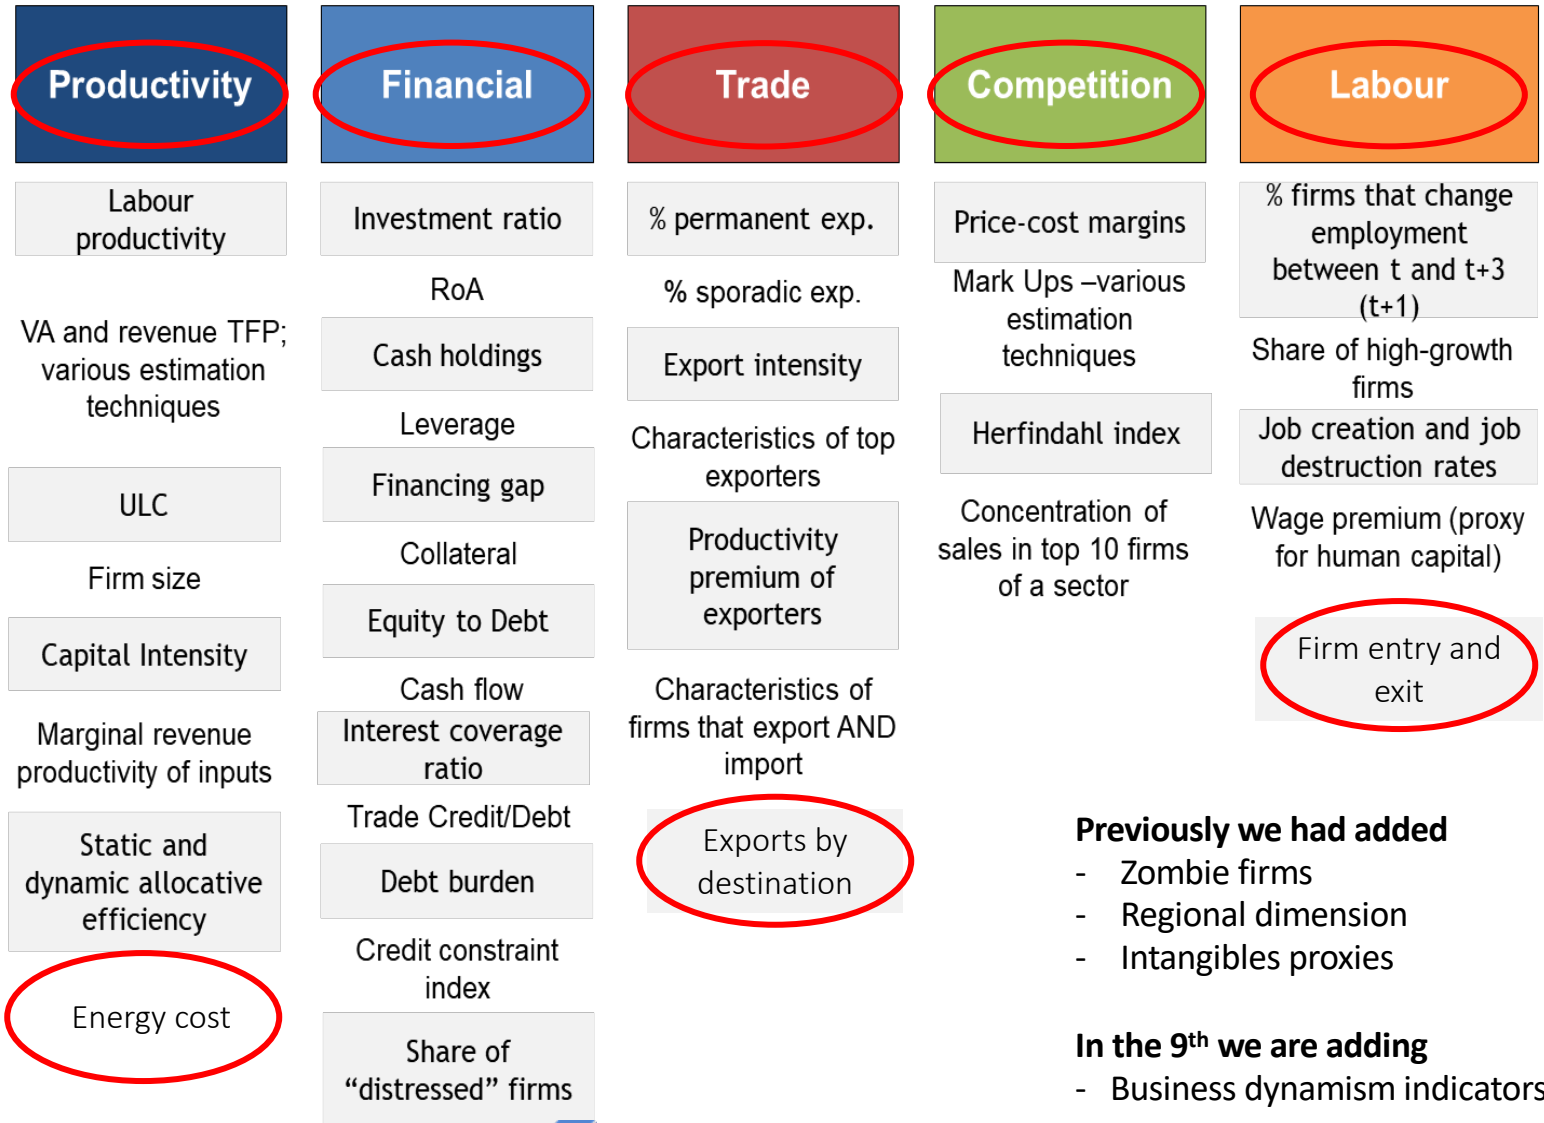 Productivity
Labour
productivity
VA and revenue TFP;
various estimation
techniques
ULC
Firm size
Capital Intensity
Marginal revenue
productivity of inputs
Static and
dynamic allocative
efficiency
Energy cost
Financial
Investment ratio
RoA
Cash holdings
Leverage
Financing gap
Collateral
Equity to Debt
Cash flow
Interest coverage
ratio
Trade Credit/Debt
Debt burden
Credit constraint
index
Share of
“distressed” firms
Trade
% permanent exp.
% sporadic exp.
Export intensity
Characteristics of top
exporters
Productivity
premium of
exporters
Characteristics of
firms that export AND
import
Exports by
destination
Competition
Price-cost margins
Mark Ups –various
estimation
techniques
Herfindahl index
Concentration of
sales in top 10 firms
of a sector
Labour
% firms that change
employment
between t and t+3
(t+1)
Share of high-growth
firms
Job creation and job
destruction rates
Wage premium (proxy
for human capital)
Firm entry and
exit
Previously we had added
- Zombie firms
- Regional dimension
- Intangibles proxies
In the 9th we are adding
- Business dynamism indicators